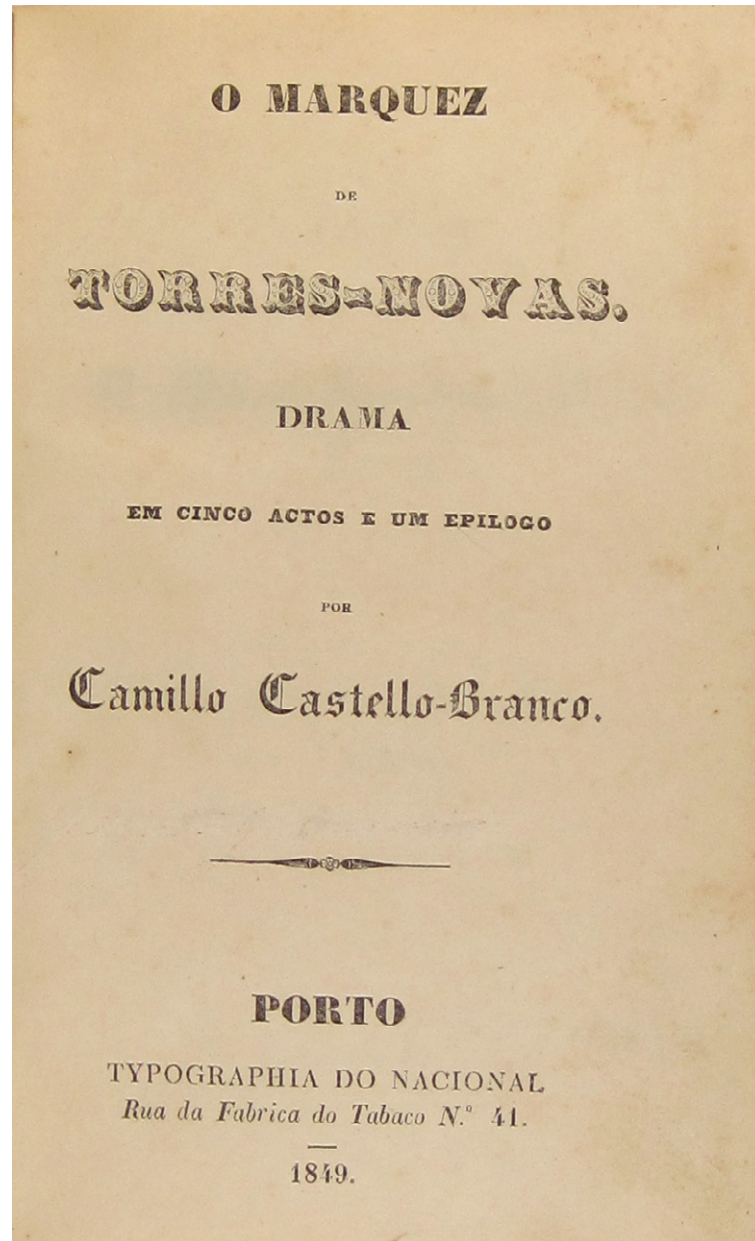 O MARQUEZ
DE
TORRES-NOVAS.
DRAMA
EM CINCO ACTOS E UM EPILOGO
POR
Camillo Castello-Branco.
PORTO
TYPOGRAPHIA DO NACIONAL
Rua da Fabrica do Tabaco N.º 41.
1849.